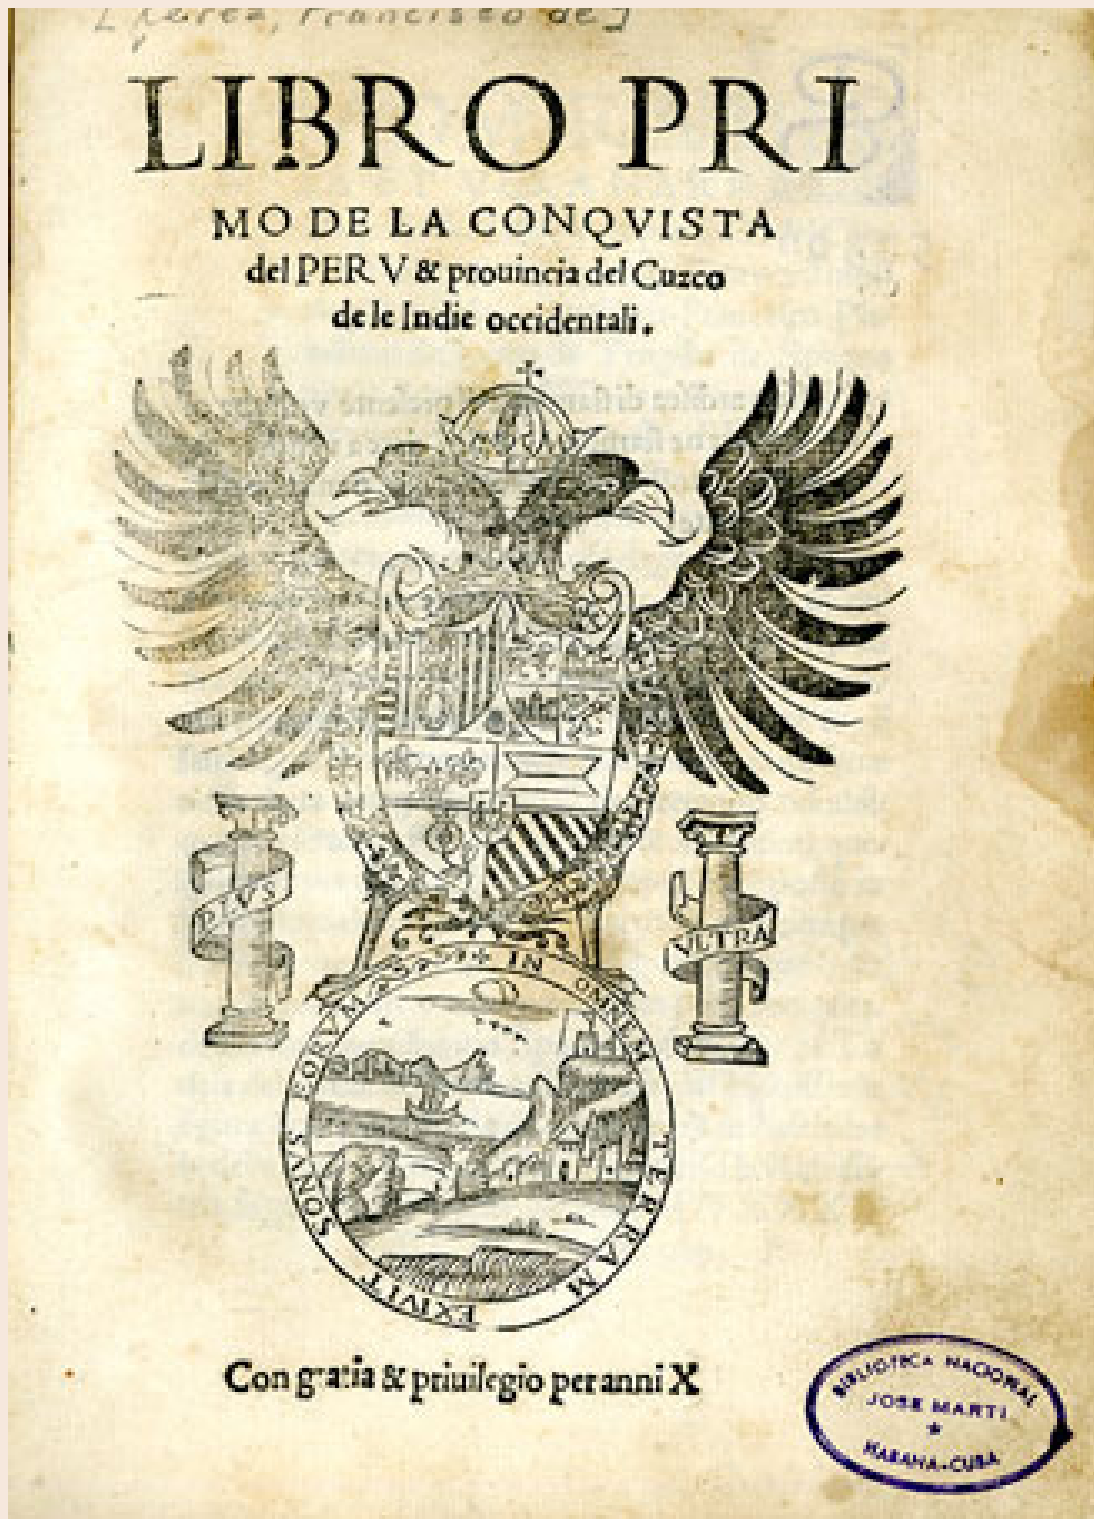 Francisco de ]
LIBRO PRI
MO DE LA CONQVISTA
del PERV & prouincia del Cuzco
de le Indie occidentali.
PLVS
VLTRA
IN OMNEM TERRAM EXIVIT SONVS EORVM
Con gratia & priuilegio per anni X
BIBLIOTECA NACIONAL
JOSE MARTI
HABANA-CUBA